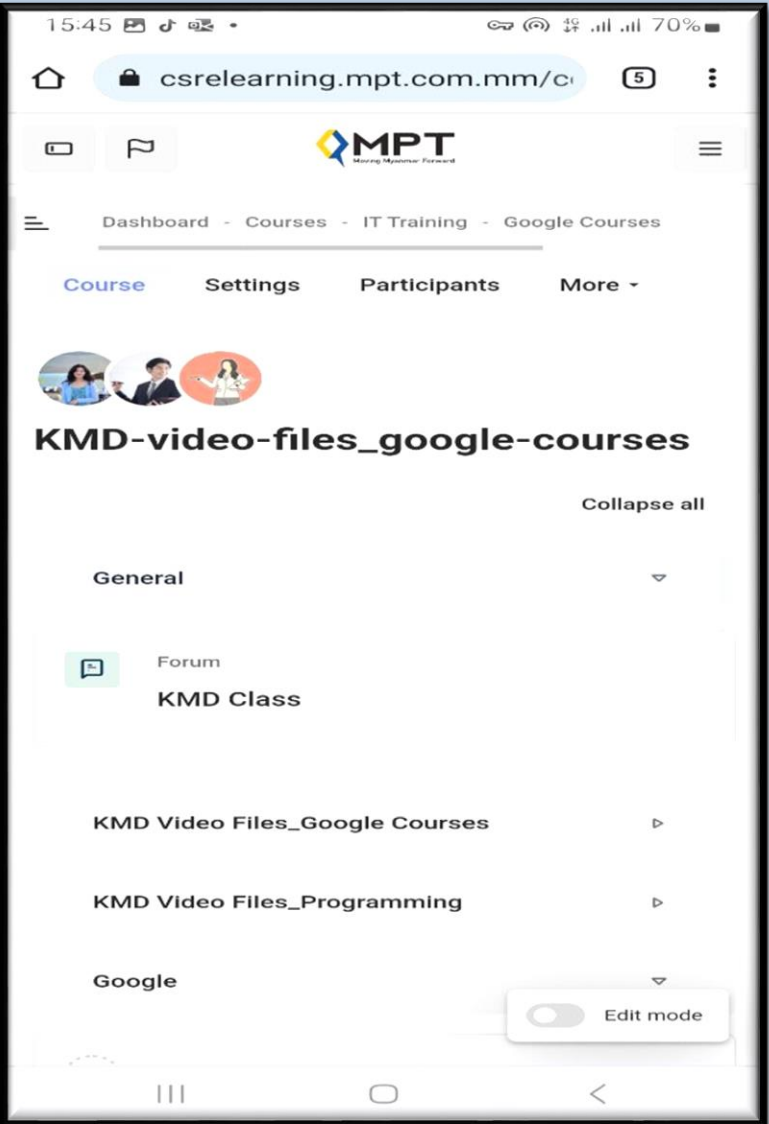 15:45
4G 70%
csrelearning.mpt.com.mm/c
5
MPT
Moving Myanmar Forward
Dashboard - Courses - IT Training - Google Courses
Course Settings Participants More
KMD-video-files_google-courses
Collapse all
General
Forum
KMD Class
KMD Video Files_Google Courses
KMD Video Files_Programming
Google
Edit mode